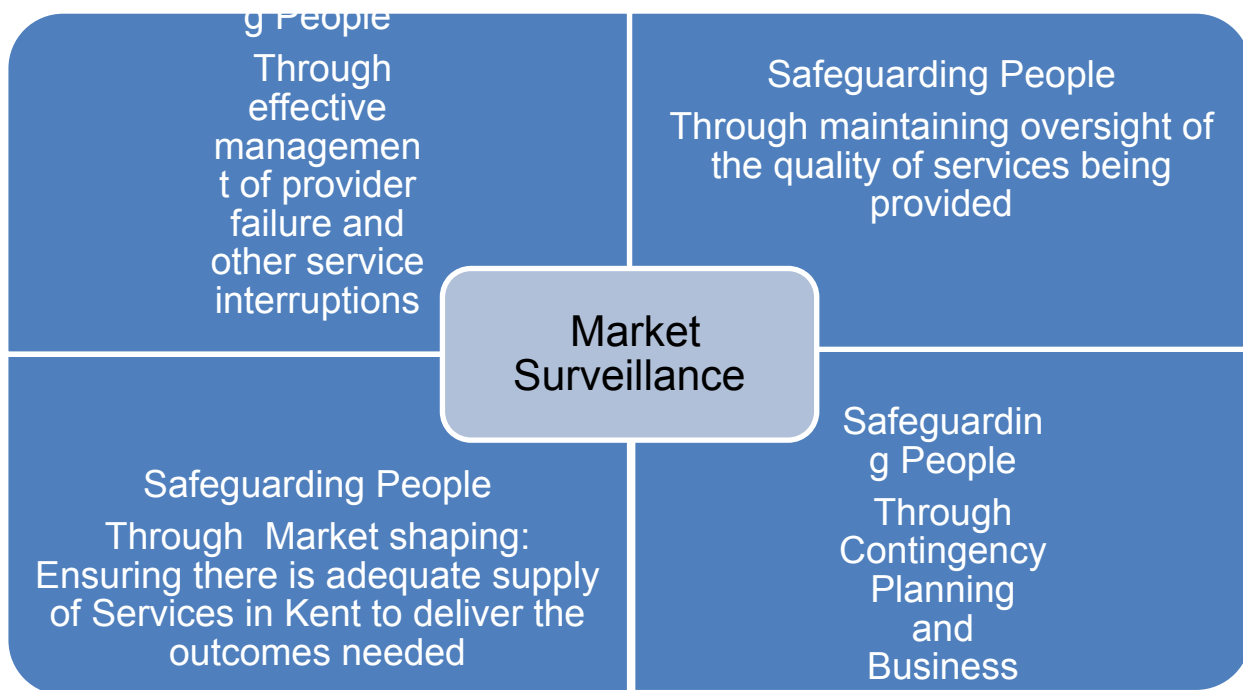 g People
Through
effective
managemen
t of provider
failure and
other service
interruptions
Safeguarding People
Through maintaining oversight of
the quality of services being
provided
Market
Surveillance
Safeguarding People
Through  Market shaping:
Ensuring there is adequate supply
of Services in Kent to deliver the
outcomes needed
Safeguardin
g People
Through
Contingency
Planning
and
Business